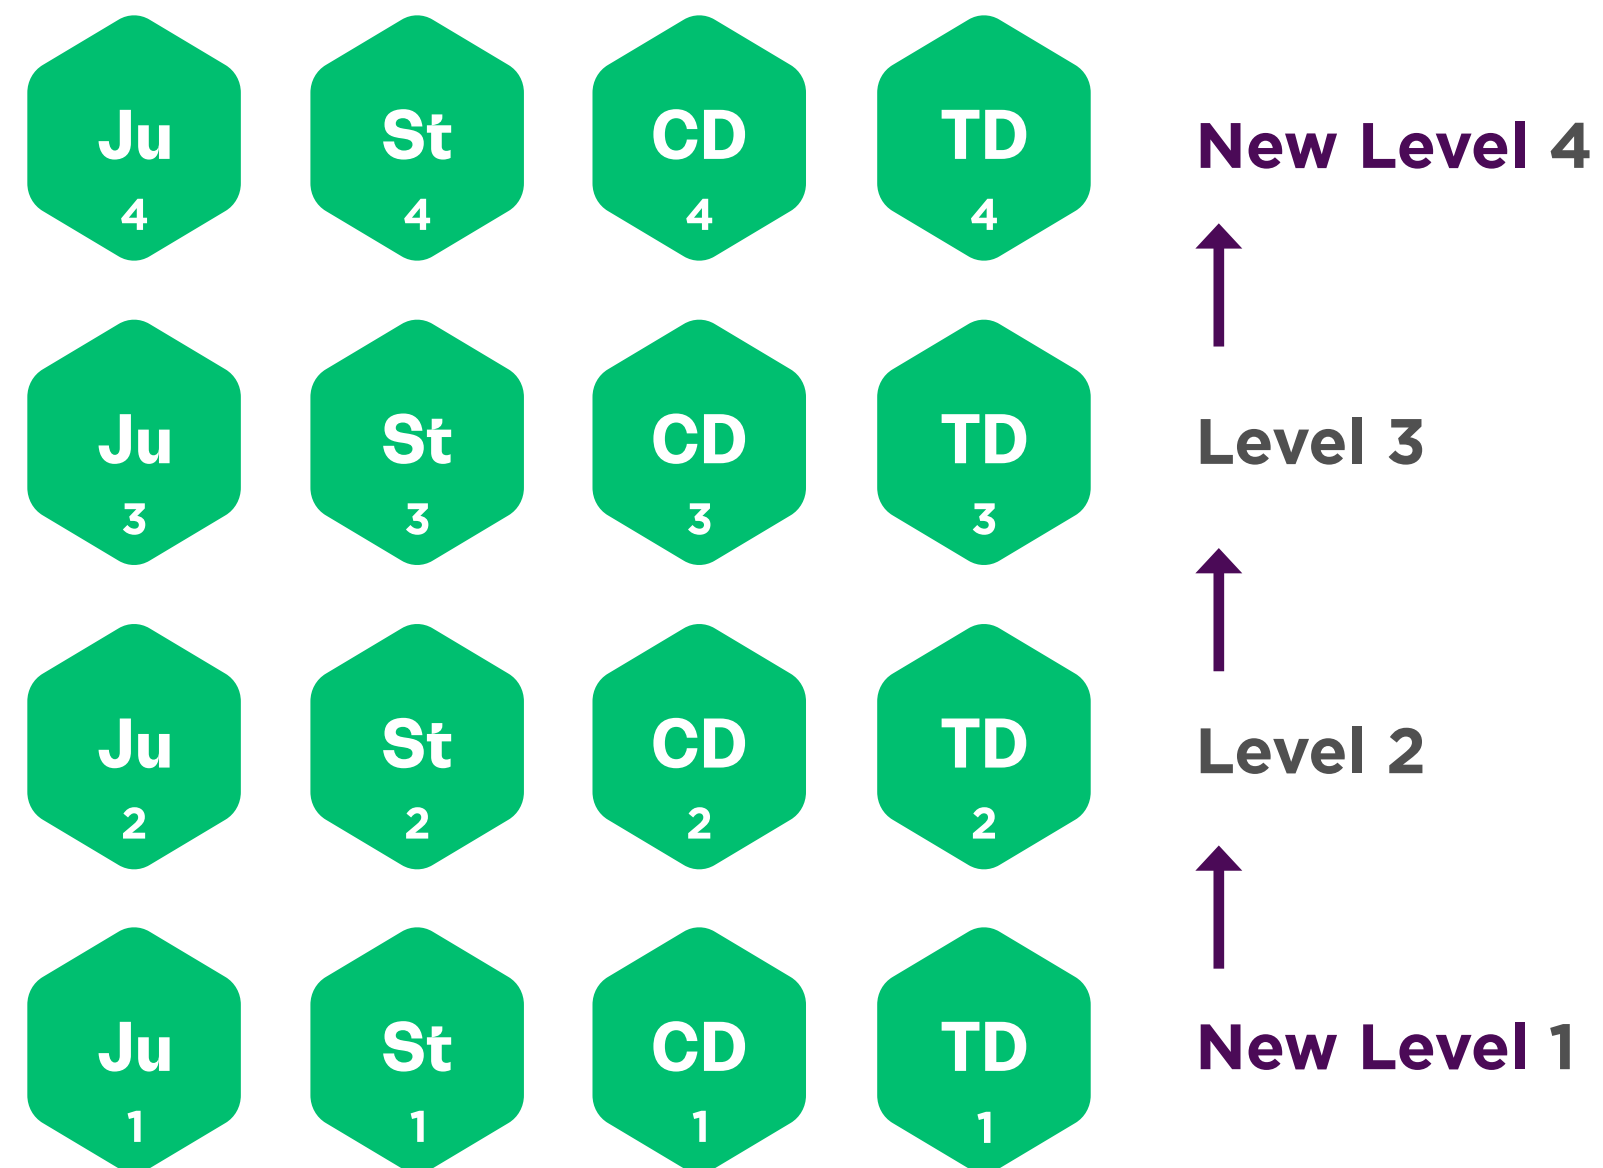 Ju St CD TD New Level 4
4 4 4 4
Ju St CD TD Level 3
3 3 3 3
Ju St CD TD Level 2
2 2 2 2
Ju St CD TD New Level 1
1 1 1 1